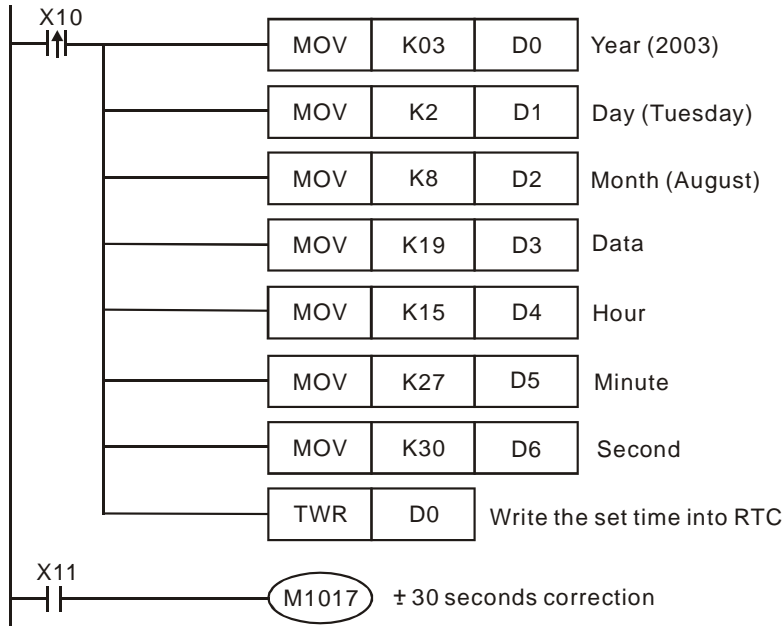 X10
MOV K03 D0 Year (2003)
MOV K2 D1 Day (Tuesday)
MOV K8 D2 Month (August)
MOV K19 D3 Data
MOV K15 D4 Hour
MOV K27 D5 Minute
MOV K30 D6 Second
TWR D0 Write the set time into RTC
X11
M1017 ± 30 seconds correction